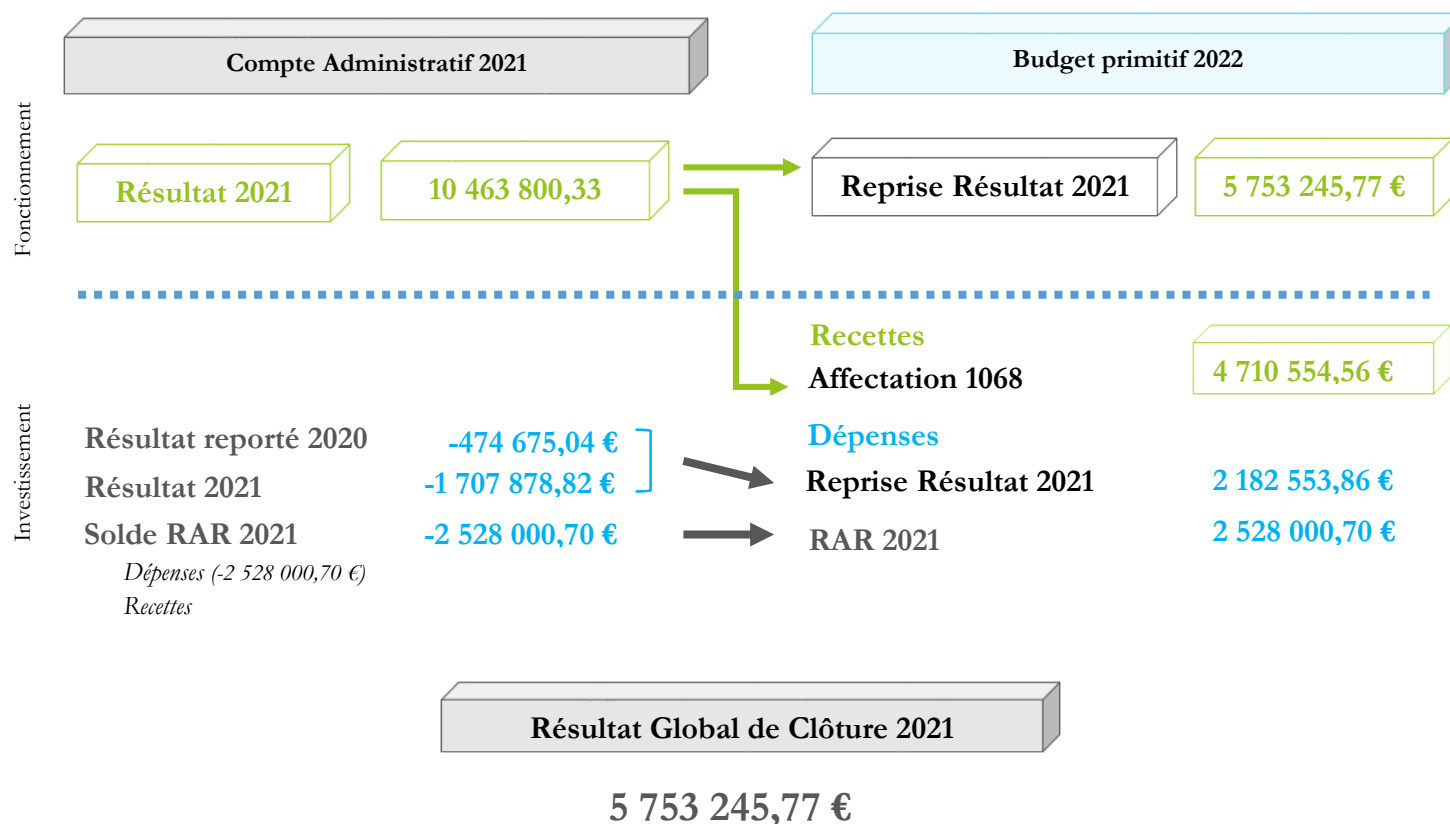 Compte Administratif 2021
Budget primitif 2022
Fonctionnement
Résultat 2021
10 463 800,33
Reprise Résultat 2021
5 753 245,77 €
Recettes
Affectation 1068
4 710 554,56 €
Investissement
Résultat reporté 2020
-474 675,04 €
Dépenses
Résultat 2021
-1 707 878,82 €
Reprise Résultat 2021
2 182 553,86 €
Solde RAR 2021
-2 528 000,70 €
RAR 2021
2 528 000,70 €
Dépenses (-2 528 000,70 €)
Recettes
Résultat Global de Clôture 2021
5 753 245,77 €